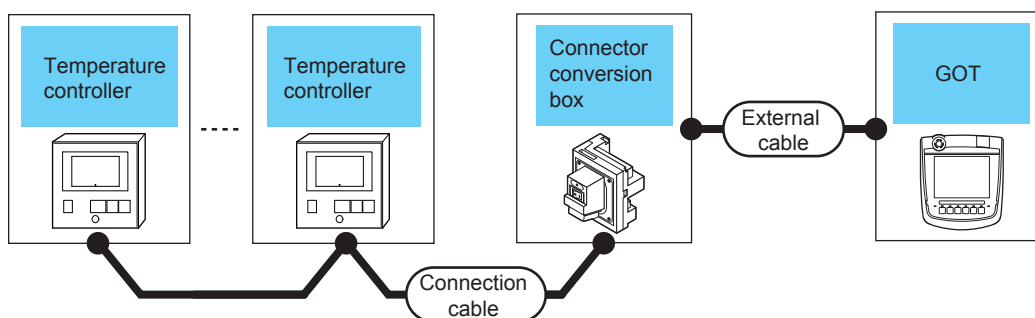 Temperature
controller
Temperature
controller
Connector
conversion
box
External
cable
GOT
Connection
cable